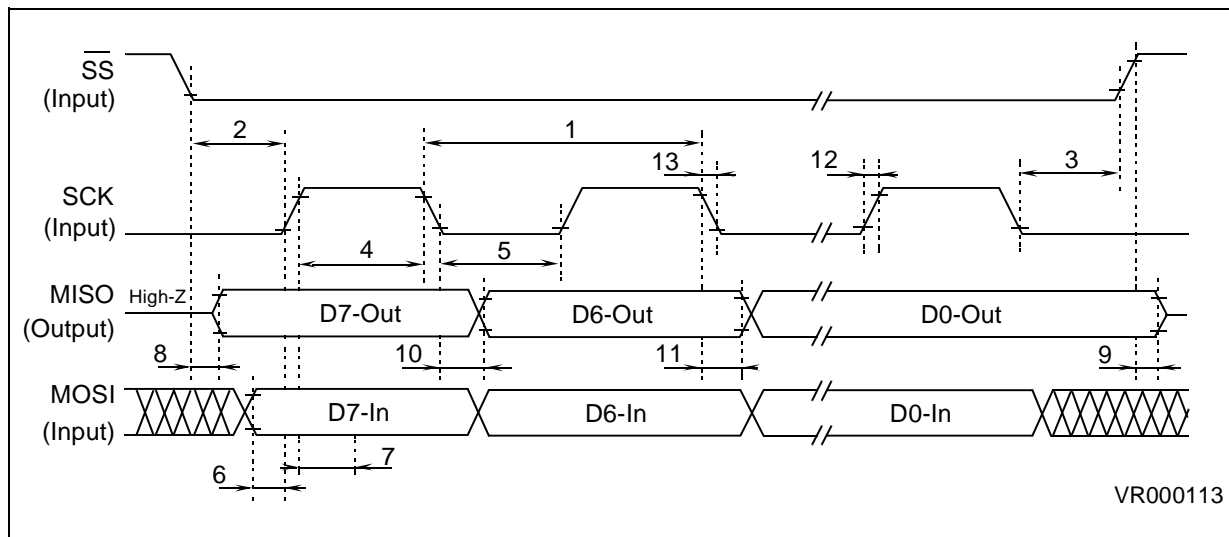 SS
(Input)
2
1
13
12
3
SCK
(Input)
4
5
MISO
High-Z
D7-Out
D6-Out
D0-Out
(Output)
8
10
11
9
MOSI
D7-In
D6-In
D0-In
(Input)
7
6
VR000113